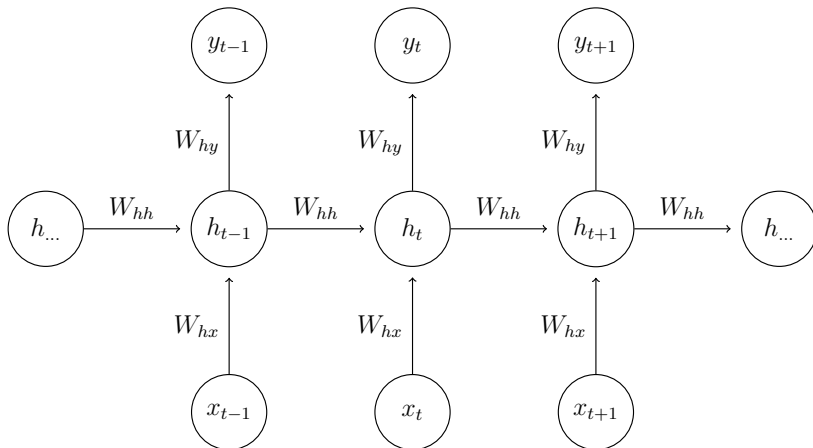 y_{t-1} y_t y_{t+1}
W_{hy} W_{hy} W_{hy}
W_{hh} W_{hh} W_{hh} W_{hh}
h_{...} h_{t-1} h_t h_{t+1} h_{...}
W_{hx} W_{hx} W_{hx}
x_{t-1} x_t x_{t+1}